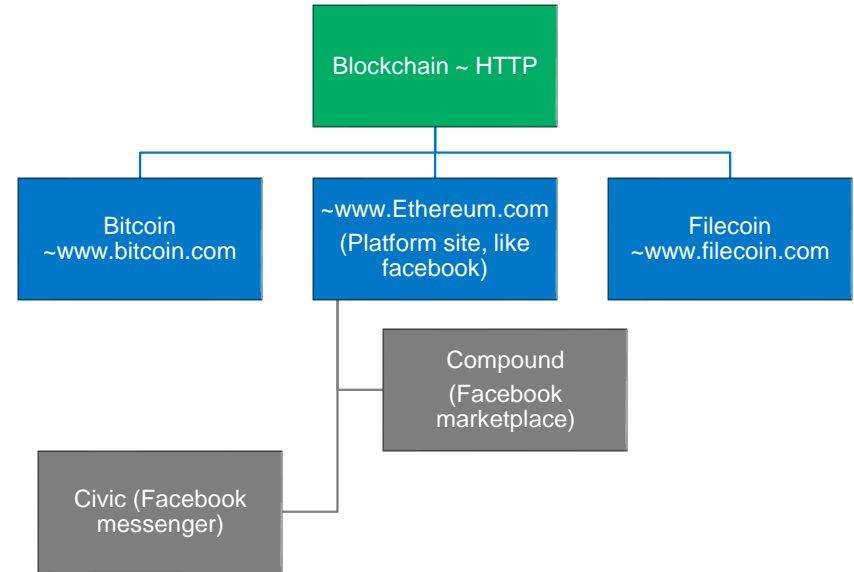 Blockchain ~ HTTP
Bitcoin
~www.bitcoin.com
~www.Ethereum.com
(Platform site, like
facebook)
Filecoin
~www.filecoin.com
Compound
(Facebook
marketplace)
Civic (Facebook
messenger)